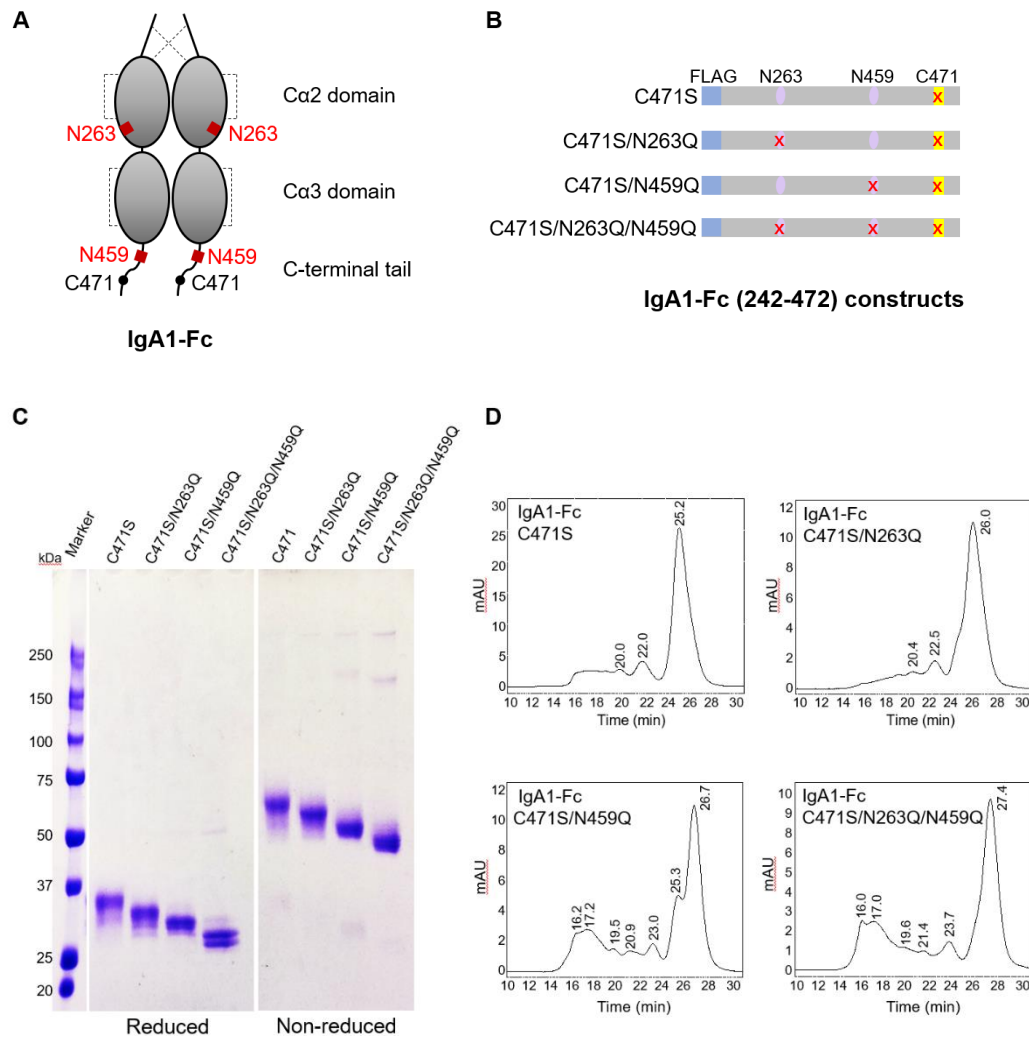 A
Cα2 domain
N263
N263
Cα3 domain
N459
N459
C471
C471
C-terminal tail
IgA1-Fc
B
FLAG N263 N459 C471
C471S
x
C471S/N263Q
x x
C471S/N459Q
x x
C471S/N263Q/N459Q
x x x
IgA1-Fc (242-472) constructs
C
kDa
Marker
C471S
C471S/N263Q
C471S/N459Q
C471S/N263Q/N459Q
C471
C471S/N263Q
C471S/N459Q
C471S/N263Q/N459Q
250
150
100
75
50
37
25
20
Reduced
Non-reduced
D
IgA1-Fc
C471S
mAU
30
25
20
15
10
5
0
20.0
22.0
25.2
10 12 14 16 18 20 22 24 26 28 30
Time (min)
IgA1-Fc
C471S/N263Q
mAU
12
10
8
6
4
2
0
20.4
22.5
26.0
10 12 14 16 18 20 22 24 26 28 30
Time (min)
IgA1-Fc
C471S/N459Q
mAU
12
10
8
6
4
2
0
16.2
17.2
19.5
20.9
23.0
25.3
26.7
10 12 14 16 18 20 22 24 26 28 30
Time (min)
IgA1-Fc
C471S/N263Q/N459Q
mAU
10
8
6
4
2
0
16.0
17.0
19.6
21.4
23.7
27.4
10 12 14 16 18 20 22 24 26 28 30
Time (min)